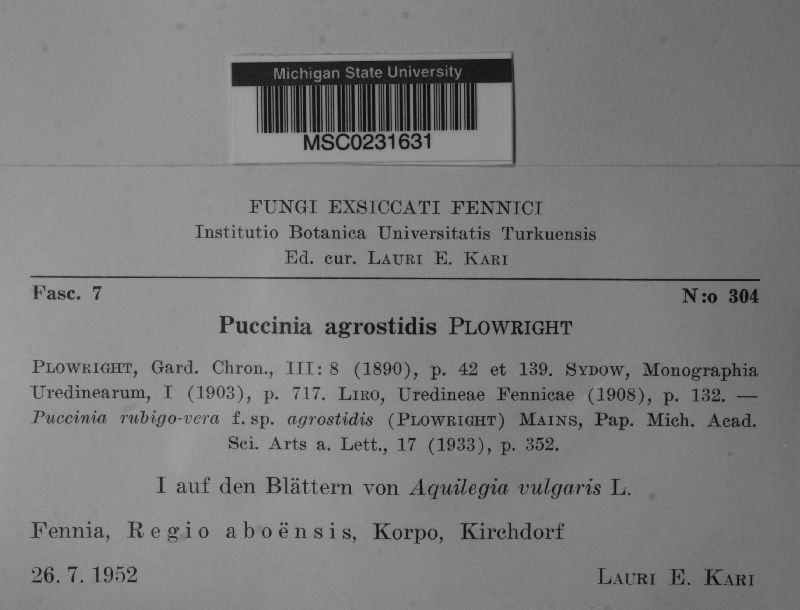 Michigan State University
MSC0231631
FUNGI EXSICCATI FENNICI
Institutio Botanica Universitatis Turkuensis
Ed. cur. LAURI E. KARI
Fasc. 7 N:o 304
Puccinia agrostidis PLOWRIGHT
PLOWRIGHT, Gard. Chron., III: 8 (1890), p. 42 et 139. SYDOW, Monographia
Uredinearum, I (1903), p. 717. LIRO, Uredineae Fennicae (1908), p. 132. —
Puccinia rubigo-vera f. sp. agrostidis (PLOWRIGHT) MAINS, Pap. Mich. Acad.
Sci. Arts a. Lett., 17 (1933), p. 352.
I auf den Blättern von Aquilegia vulgaris L.
Fennia, Regio aboënsis, Korpo, Kirchdorf
26. 7. 1952 LAURI E. KARI